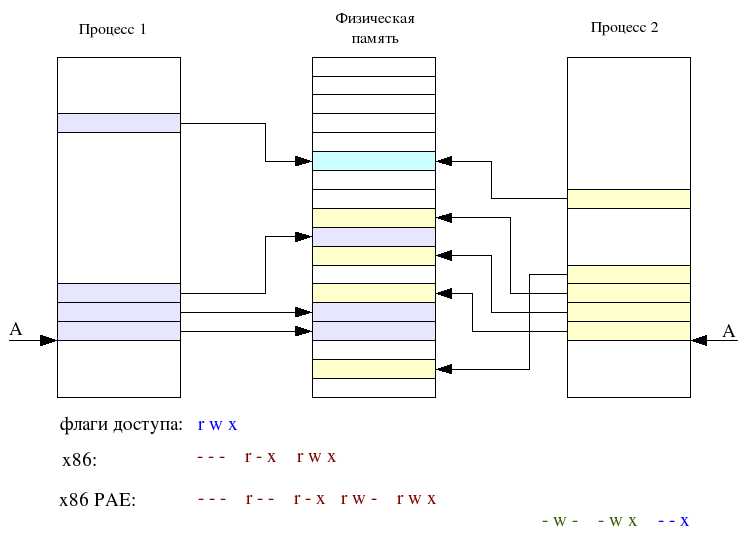 Процесс 1
Физическая
память
Процесс 2
A
A
флаги доступа: r w x
x86: - - - r - x r w x
x86 PAE: - - - r - - r - x r w - r w x
- w - - w x - - x